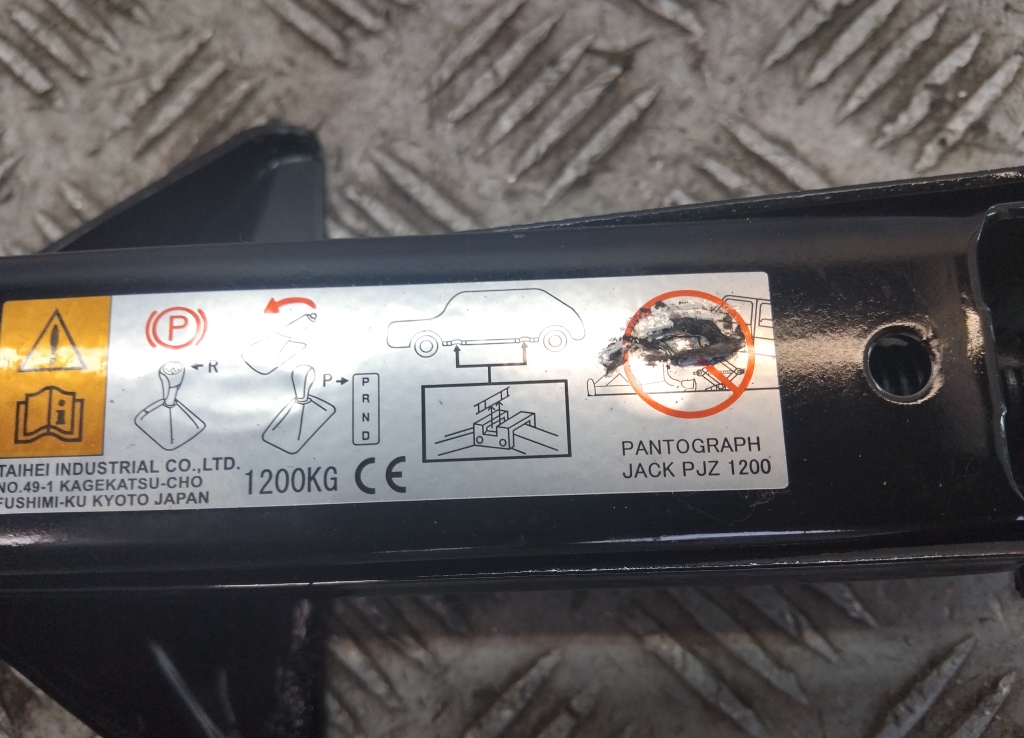 P
R
P
P
R
N
D
TAIHEI INDUSTRIAL CO.,LTD.
NO.49-1 KAGEKATSU-CHO
FUSHIMI-KU KYOTO JAPAN
1200KG CE
PANTOGRAPH
JACK PJZ 1200